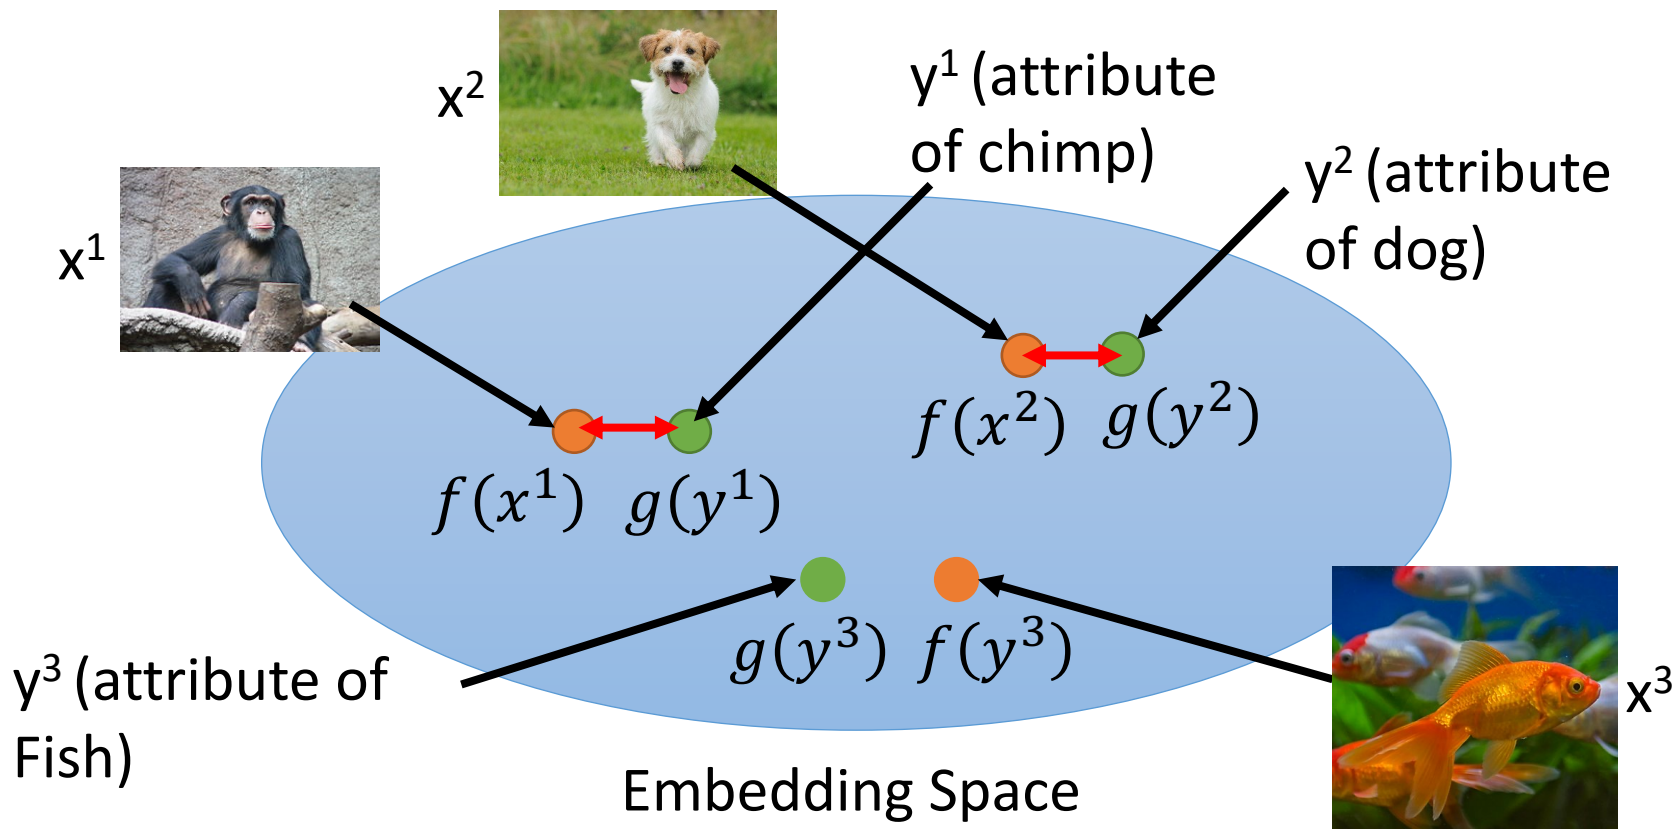 x²
y¹ (attribute
of chimp)
y² (attribute
of dog)
x¹
f(x²) g(y²)
f(x¹) g(y¹)
g(y³) f(y³)
y³ (attribute of
Fish)
x³
Embedding Space